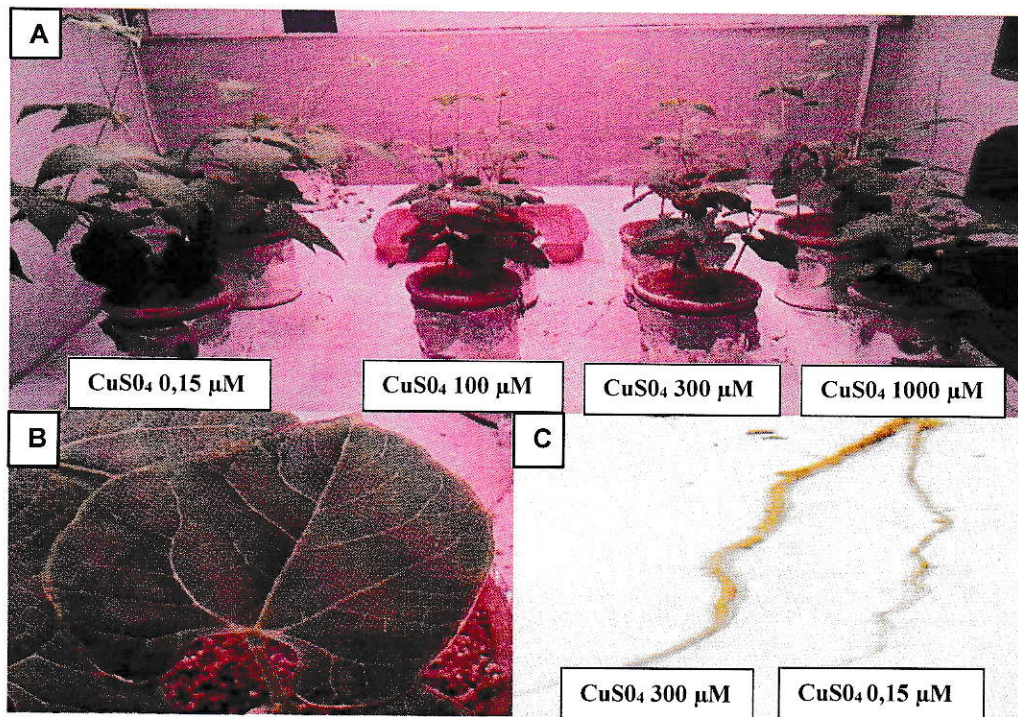 A
CuS0₄ 0,15 µM
CuS0₄ 100 µM
CuS0₄ 300 µM
CuS0₄ 1000 µM
B
C
CuS0₄ 300 µM
CuS0₄ 0,15 µM